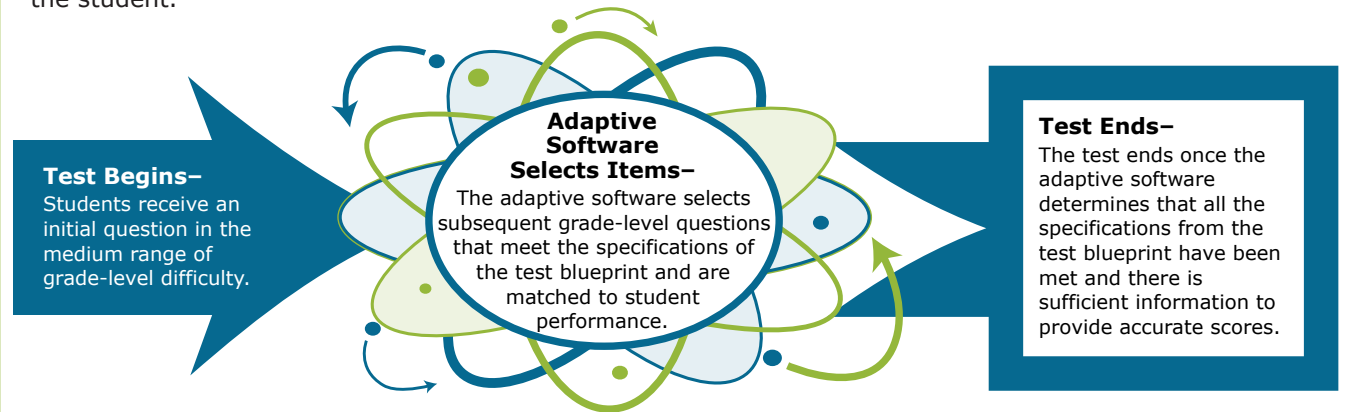 the student.
Test Begins–
Students receive an
initial question in the
medium range of
grade-level difficulty.
Adaptive
Software
Selects Items–
The adaptive software selects
subsequent grade-level questions
that meet the specifications of
the test blueprint and are
matched to student
performance.
Test Ends–
The test ends once the
adaptive software
determines that all the
specifications from the
test blueprint have been
met and there is
sufficient information to
provide accurate scores.